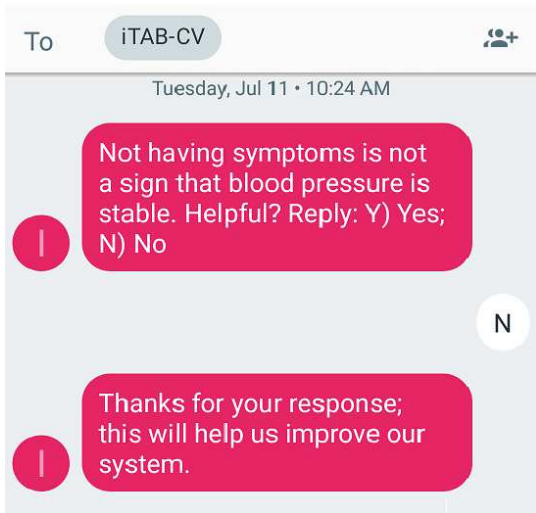 To iTAB-CV
Tuesday, Jul 11 • 10:24 AM
Not having symptoms is not
a sign that blood pressure is
stable. Helpful? Reply: Y) Yes;
N) No
I
N
Thanks for your response;
this will help us improve our
system.
I